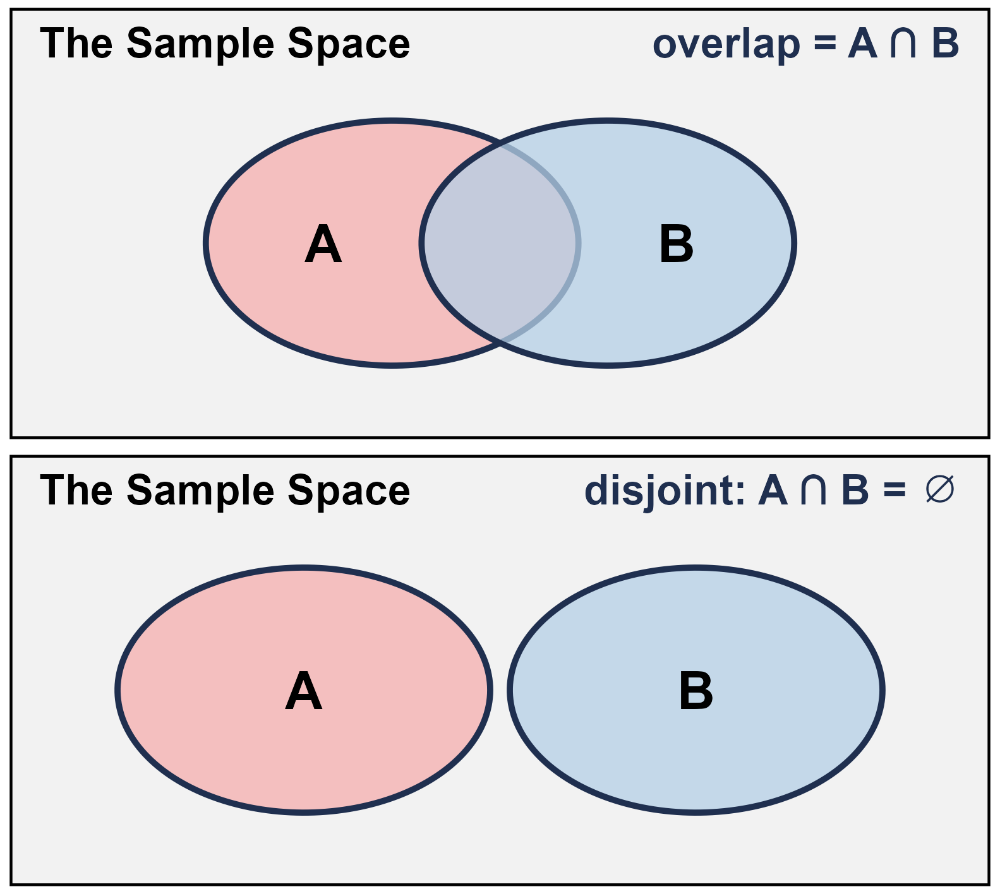 The Sample Space
overlap = A ∩ B
A
B
The Sample Space
disjoint: A ∩ B = ∅
A
B